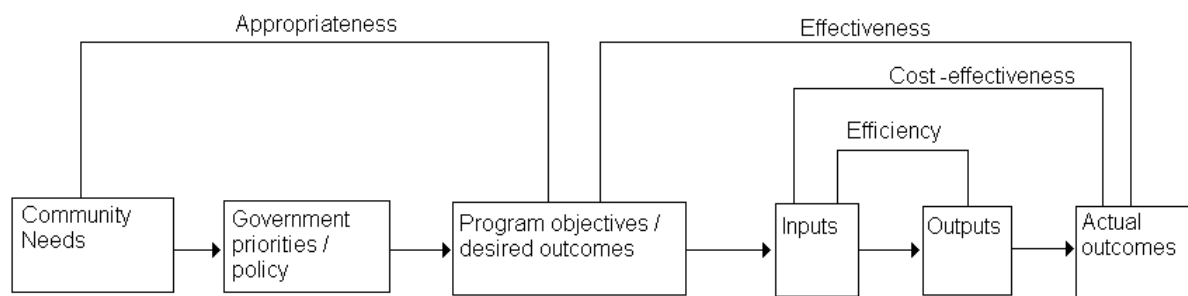 Appropriateness
Effectiveness
Cost -effectiveness
Efficiency
Community
Needs
Government
priorities /
policy
Program objectives /
desired outcomes
Inputs
Outputs
Actual
outcomes